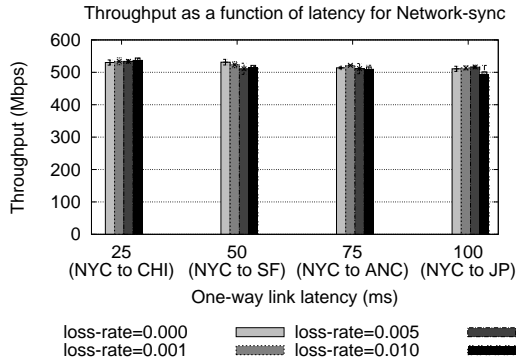 Throughput as a function of latency for Network-sync
Throughput (Mbps)
600
500
400
300
200
100
0
25 50 75 100
(NYC to CHI) (NYC to SF) (NYC to ANC) (NYC to JP)
One-way link latency (ms)
loss-rate=0.000 loss-rate=0.005
loss-rate=0.001 loss-rate=0.010